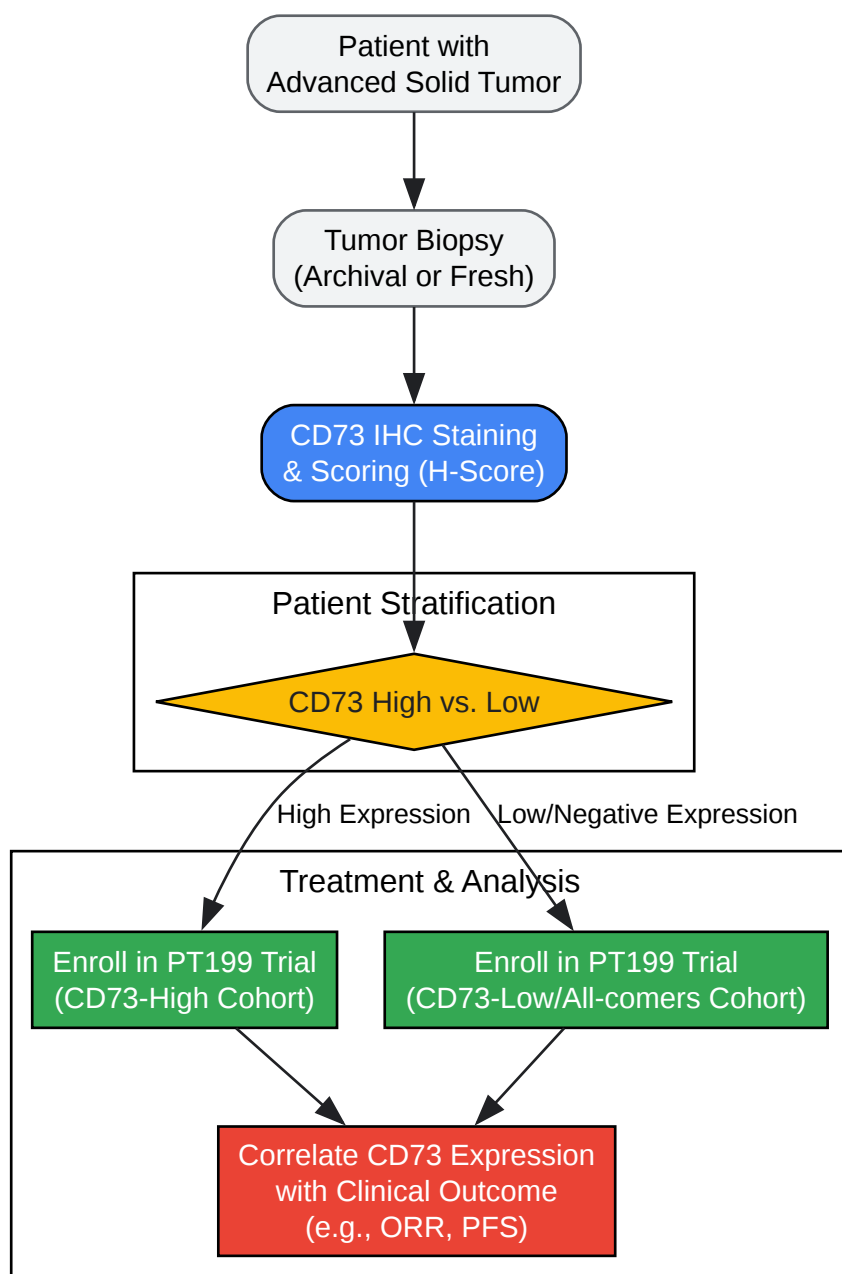 Patient with
Advanced Solid Tumor
Tumor Biopsy
(Archival or Fresh)
CD73 IHC Staining
& Scoring (H-Score)
Patient Stratification
CD73 High vs. Low
High Expression
Low/Negative Expression
Treatment & Analysis
Enroll in PT199 Trial
(CD73-High Cohort)
Enroll in PT199 Trial
(CD73-Low/All-comers Cohort)
Correlate CD73 Expression
with Clinical Outcome
(e.g., ORR, PFS)